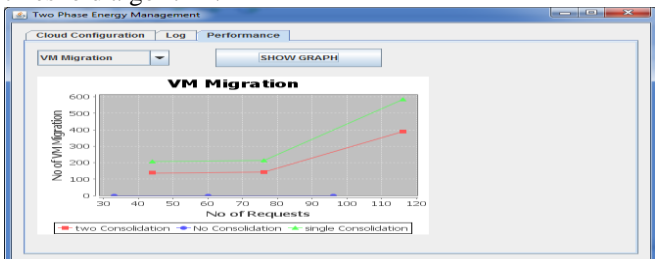 Two Phase Energy Management
Cloud Configuration Log Performance
VM Migration SHOW GRAPH
VM Migration
600
500
400
300
200
100
0
No of VM Migration
30 40 50 60 70 80 90 100 110 120
No of Requests
two Consolidation No Consolidation single Consolidation